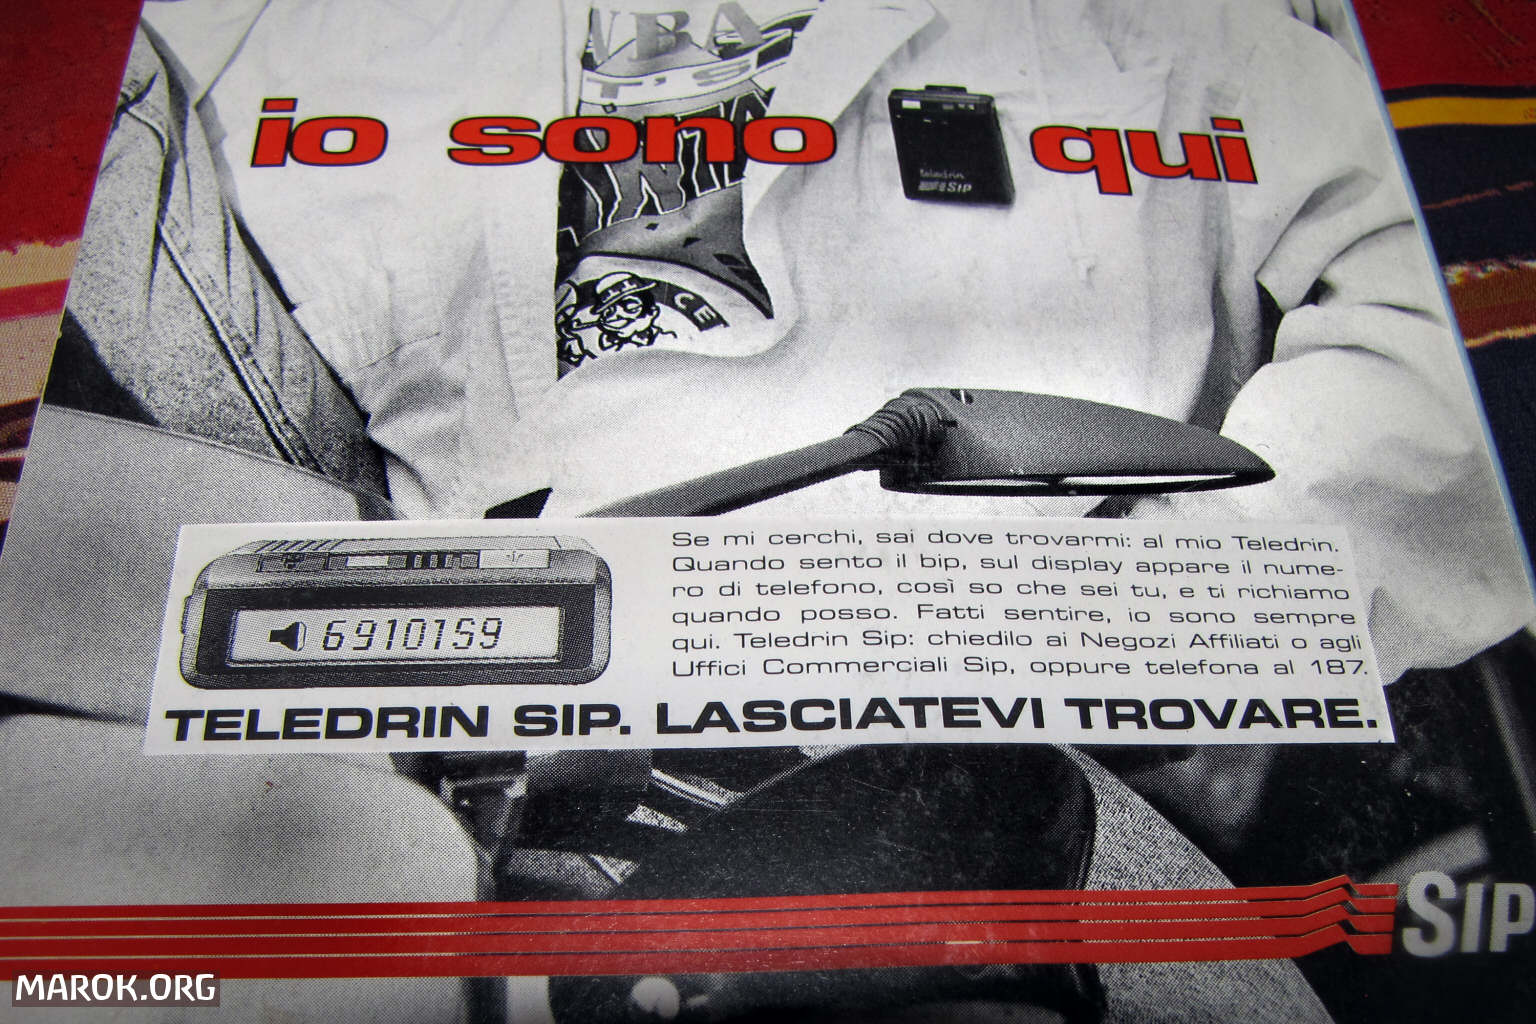 NBA
T'S
io sono qui
Teledrin
SIP
CE
Se mi cerchi, sai dove trovarmi: al mio Teledrin.
Quando sento il bip, sul display appare il nume-
ro di telefono, così so che sei tu, e ti richiamo
quando posso. Fatti sentire, io sono sempre
qui. Teledrin Sip: chiedilo ai Negozi Affiliati o agli
Uffici Commerciali Sip, oppure telefona al 187.
6910159
TELEDRIN SIP. LASCIATEVI TROVARE.
SIP
MAROK.ORG